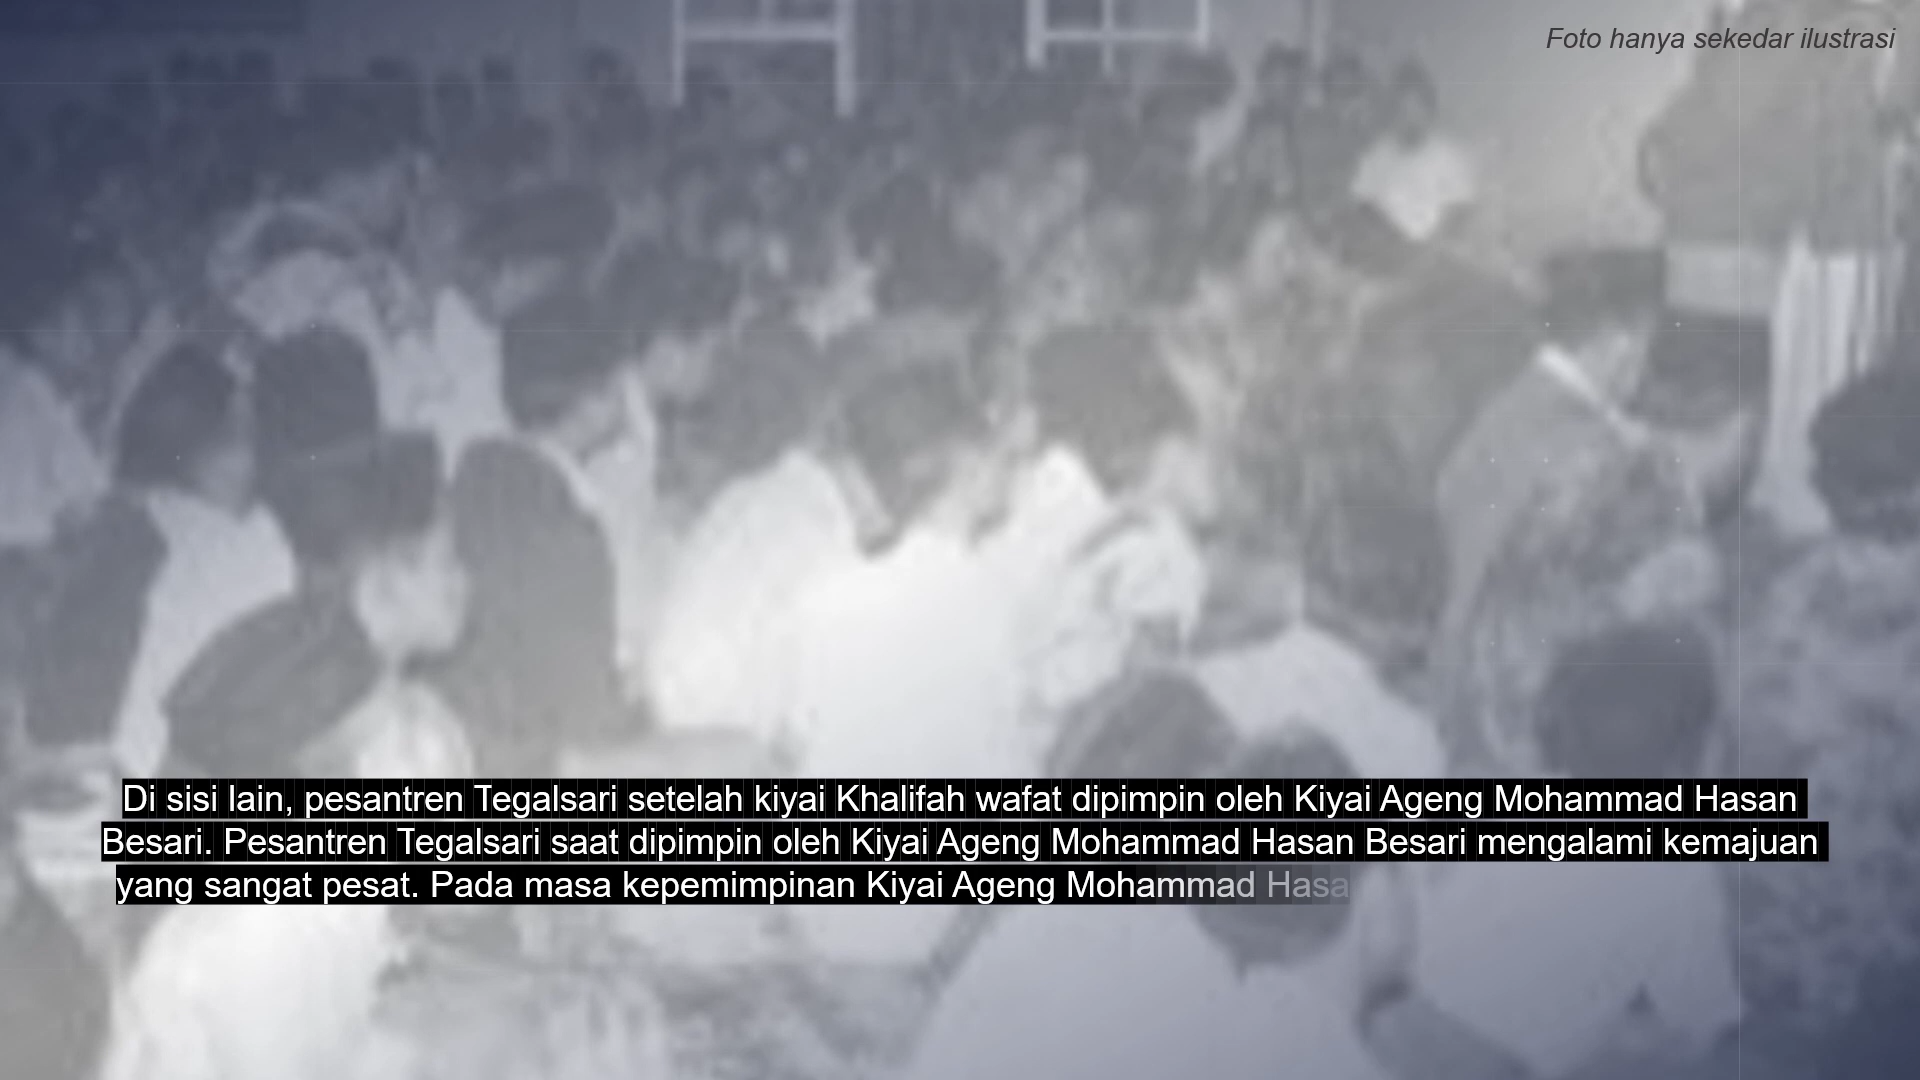 Foto hanya sekedar ilustrasi
Di sisi lain, pesantren Tegalsari setelah kiyai Khalifah wafat dipimpin oleh Kiyai Ageng Mohammad Hasan
Besari. Pesantren Tegalsari saat dipimpin oleh Kiyai Ageng Mohammad Hasan Besari mengalami kemajuan
yang sangat pesat. Pada masa kepemimpinan Kiyai Ageng Mohammad Hasa